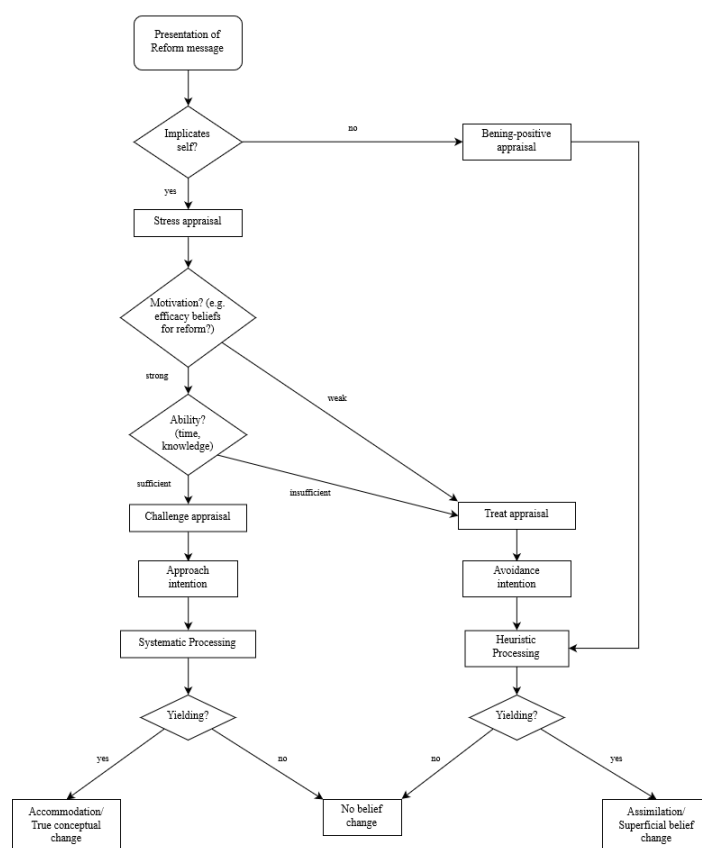 Presentation of
Reform message
Implicates
self?
no
Bening-positive
appraisal
yes
Stress appraisal
Motivation? (e.g.
efficacy beliefs
for reform?)
strong
weak
Ability?
(time,
knowledge)
sufficient
insufficient
Challenge appraisal
Treat appraisal
Approach
intention
Avoidance
intention
Systematic Processing
Heuristic
Processing
Yielding?
Yielding?
yes
no
no
yes
Accommodation/
True conceptual
change
No belief
change
Assimilation/
Superficial belief
change